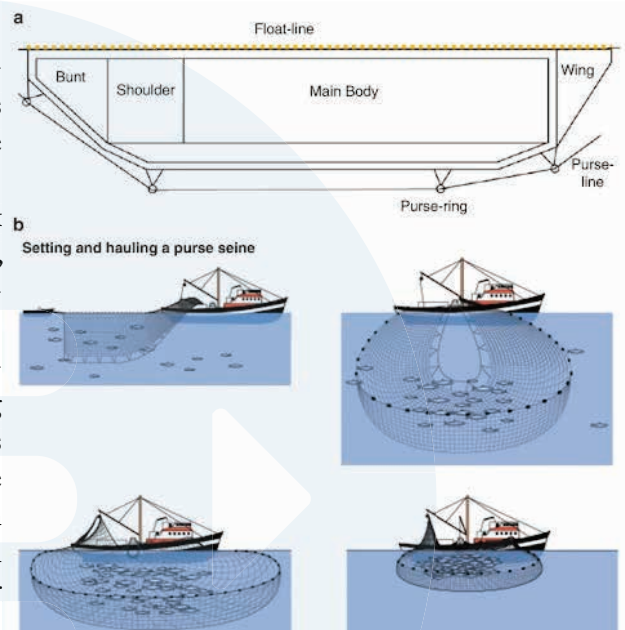 a
Float-line
Bunt
Shoulder
Main Body
Wing
Purse-
line
Purse-ring
b
Setting and hauling a purse seine